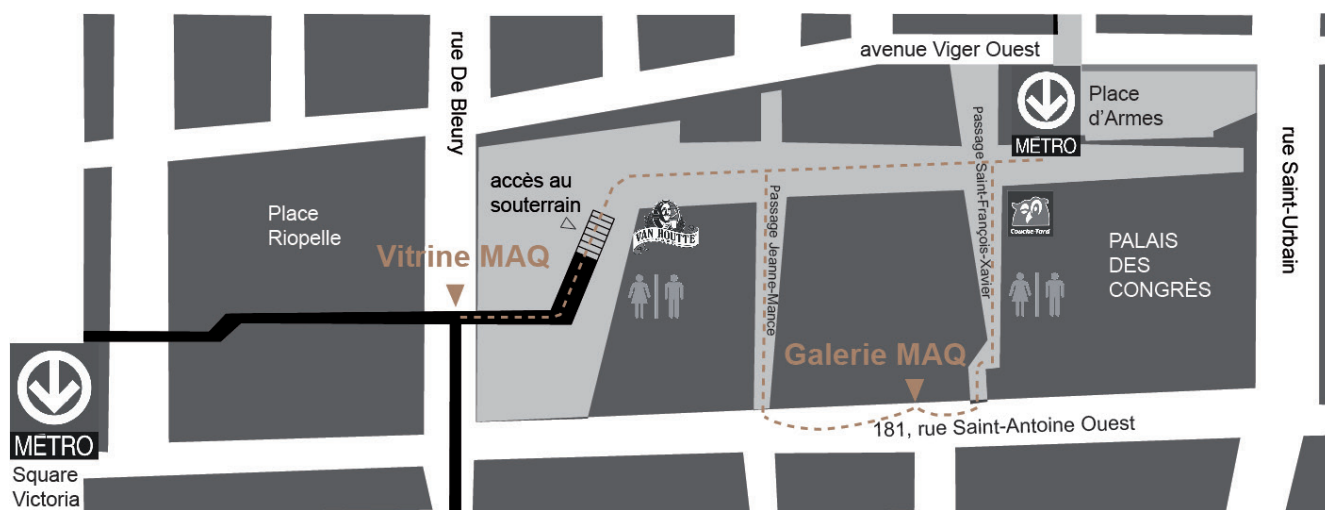 avenue Viger Ouest
rue De Bleury
Place
d'Armes
MÉTRO
rue Saint-Urbain
accès au
souterrain
Place
Riopelle
Vitrine MAQ
VAN HOUTTE
Passage Jeanne-Mance
Passage Saint-François-Xavier
Couche-Tard
PALAIS
DES
CONGRÈS
Galerie MAQ
181, rue Saint-Antoine Ouest
MÉTRO
Square
Victoria